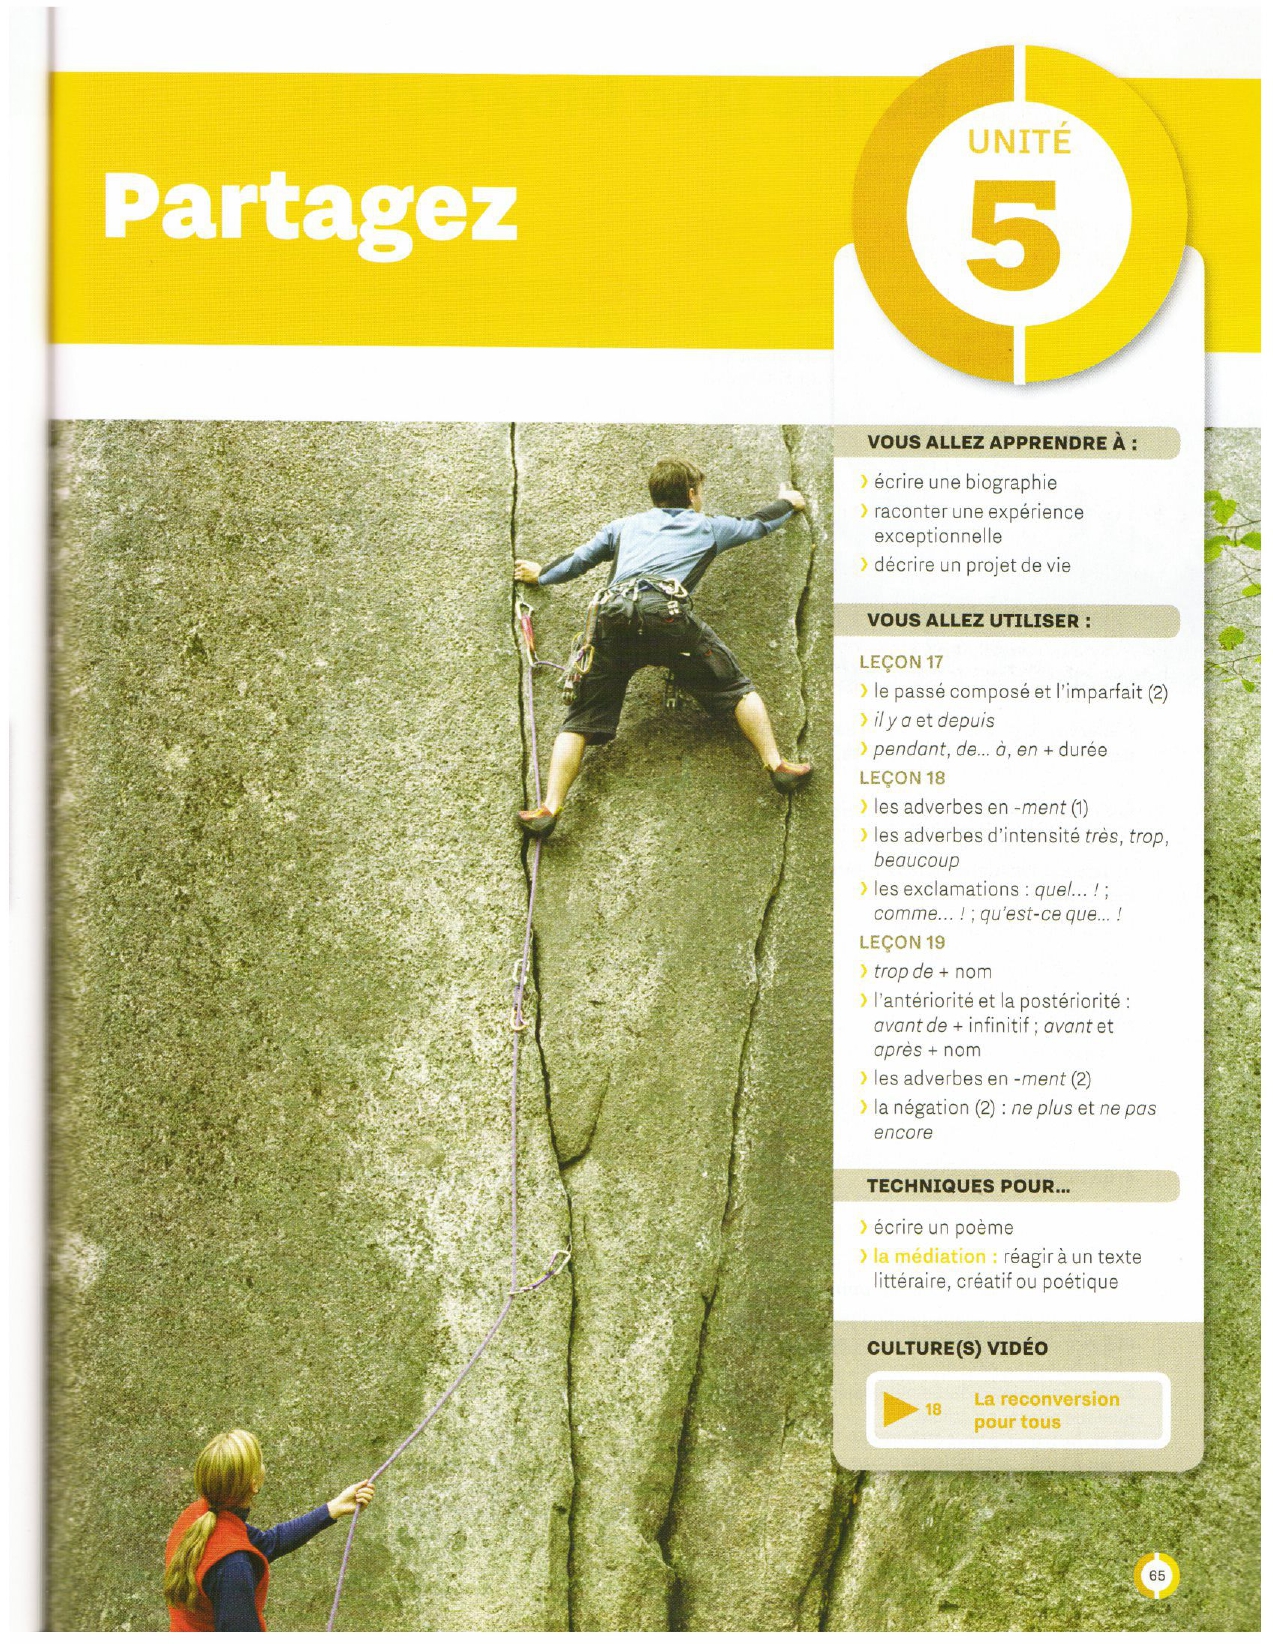 Partagez
UNITÉ
5
VOUS ALLEZ APPRENDRE À :
❯ écrire une biographie
❯ raconter une expérience
exceptionnelle
❯ décrire un projet de vie
VOUS ALLEZ UTILISER :
LEÇON 17
❯ le passé composé et l'imparfait (2)
❯ il y a et depuis
❯ pendant, de... à, en + durée
LEÇON 18
❯ les adverbes en -ment (1)
❯ les adverbes d'intensité très, trop,
beaucoup
❯ les exclamations : quel... ! ;
comme... ! ; qu'est-ce que... !
LEÇON 19
❯ trop de + nom
❯ l'antériorité et la postériorité :
avant de + infinitif ; avant et
après + nom
❯ les adverbes en -ment (2)
❯ la négation (2) : ne plus et ne pas
encore
TECHNIQUES POUR...
❯ écrire un poème
❯ la médiation : réagir à un texte
littéraire, créatif ou poétique
CULTURE(S) VIDÉO
18 La reconversion
pour tous
65